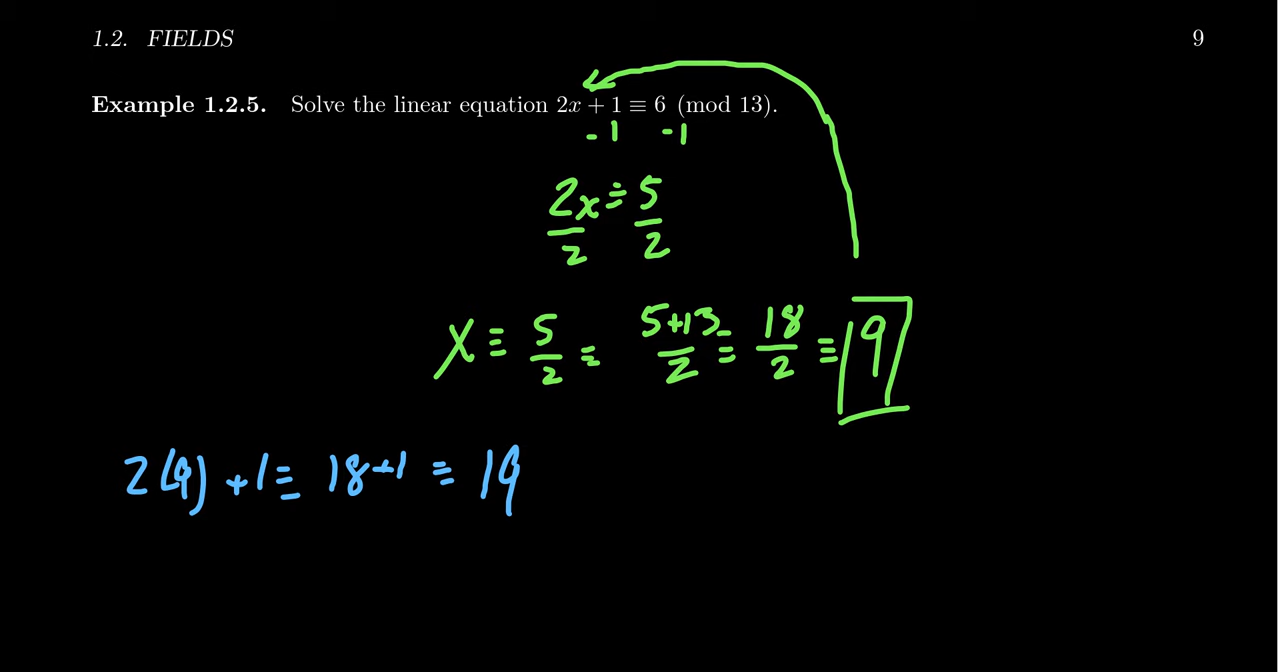 1.2. FIELDS 9
Example 1.2.5. Solve the linear equation 2x + 1 ≡ 6 (mod 13).
-1 -1
2x ≡ 5
2 2
x ≡ 5/2 ≡ (5+13)/2 ≡ 18/2 ≡ 9
2(9) + 1 ≡ 18+1 ≡ 19